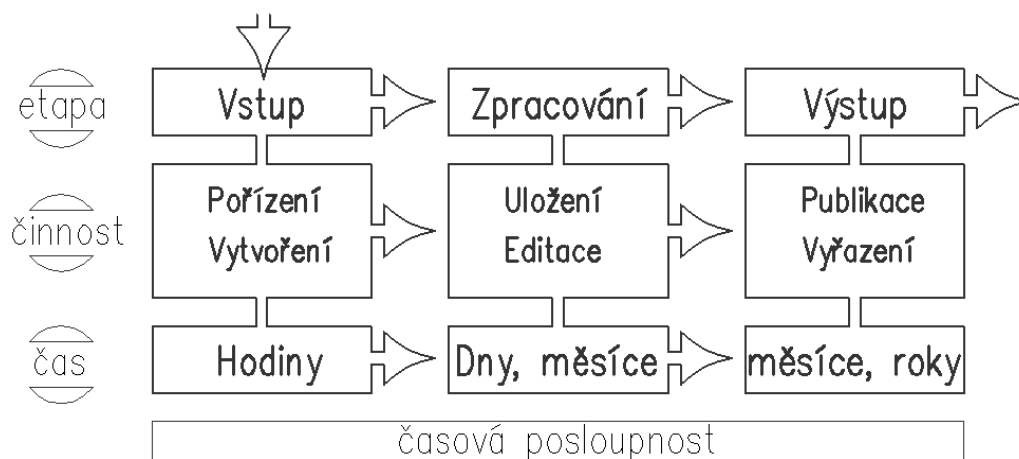 etapa
Vstup
Zpracování
Výstup
činnost
Pořízení
Vytvoření
Uložení
Editace
Publikace
Vyřazení
čas
Hodiny
Dny, měsíce
měsíce, roky
časová posloupnost